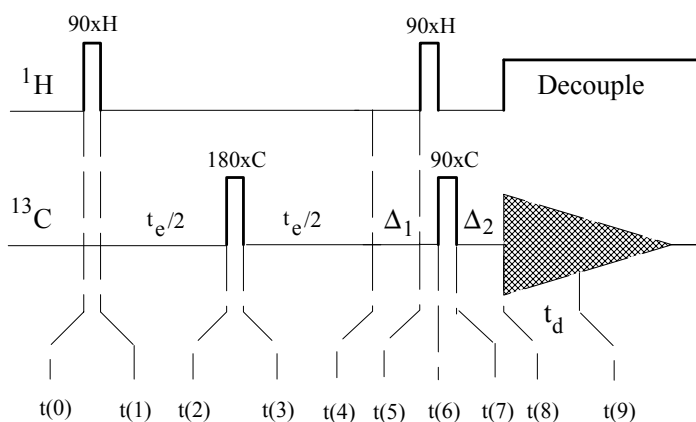 90xH 90xH
¹H Decouple
180xC 90xC
¹³C tₑ/2 tₑ/2 Δ₁ Δ₂
t_d
t(0) t(1) t(2) t(3) t(4) t(5) t(6) t(7) t(8) t(9)